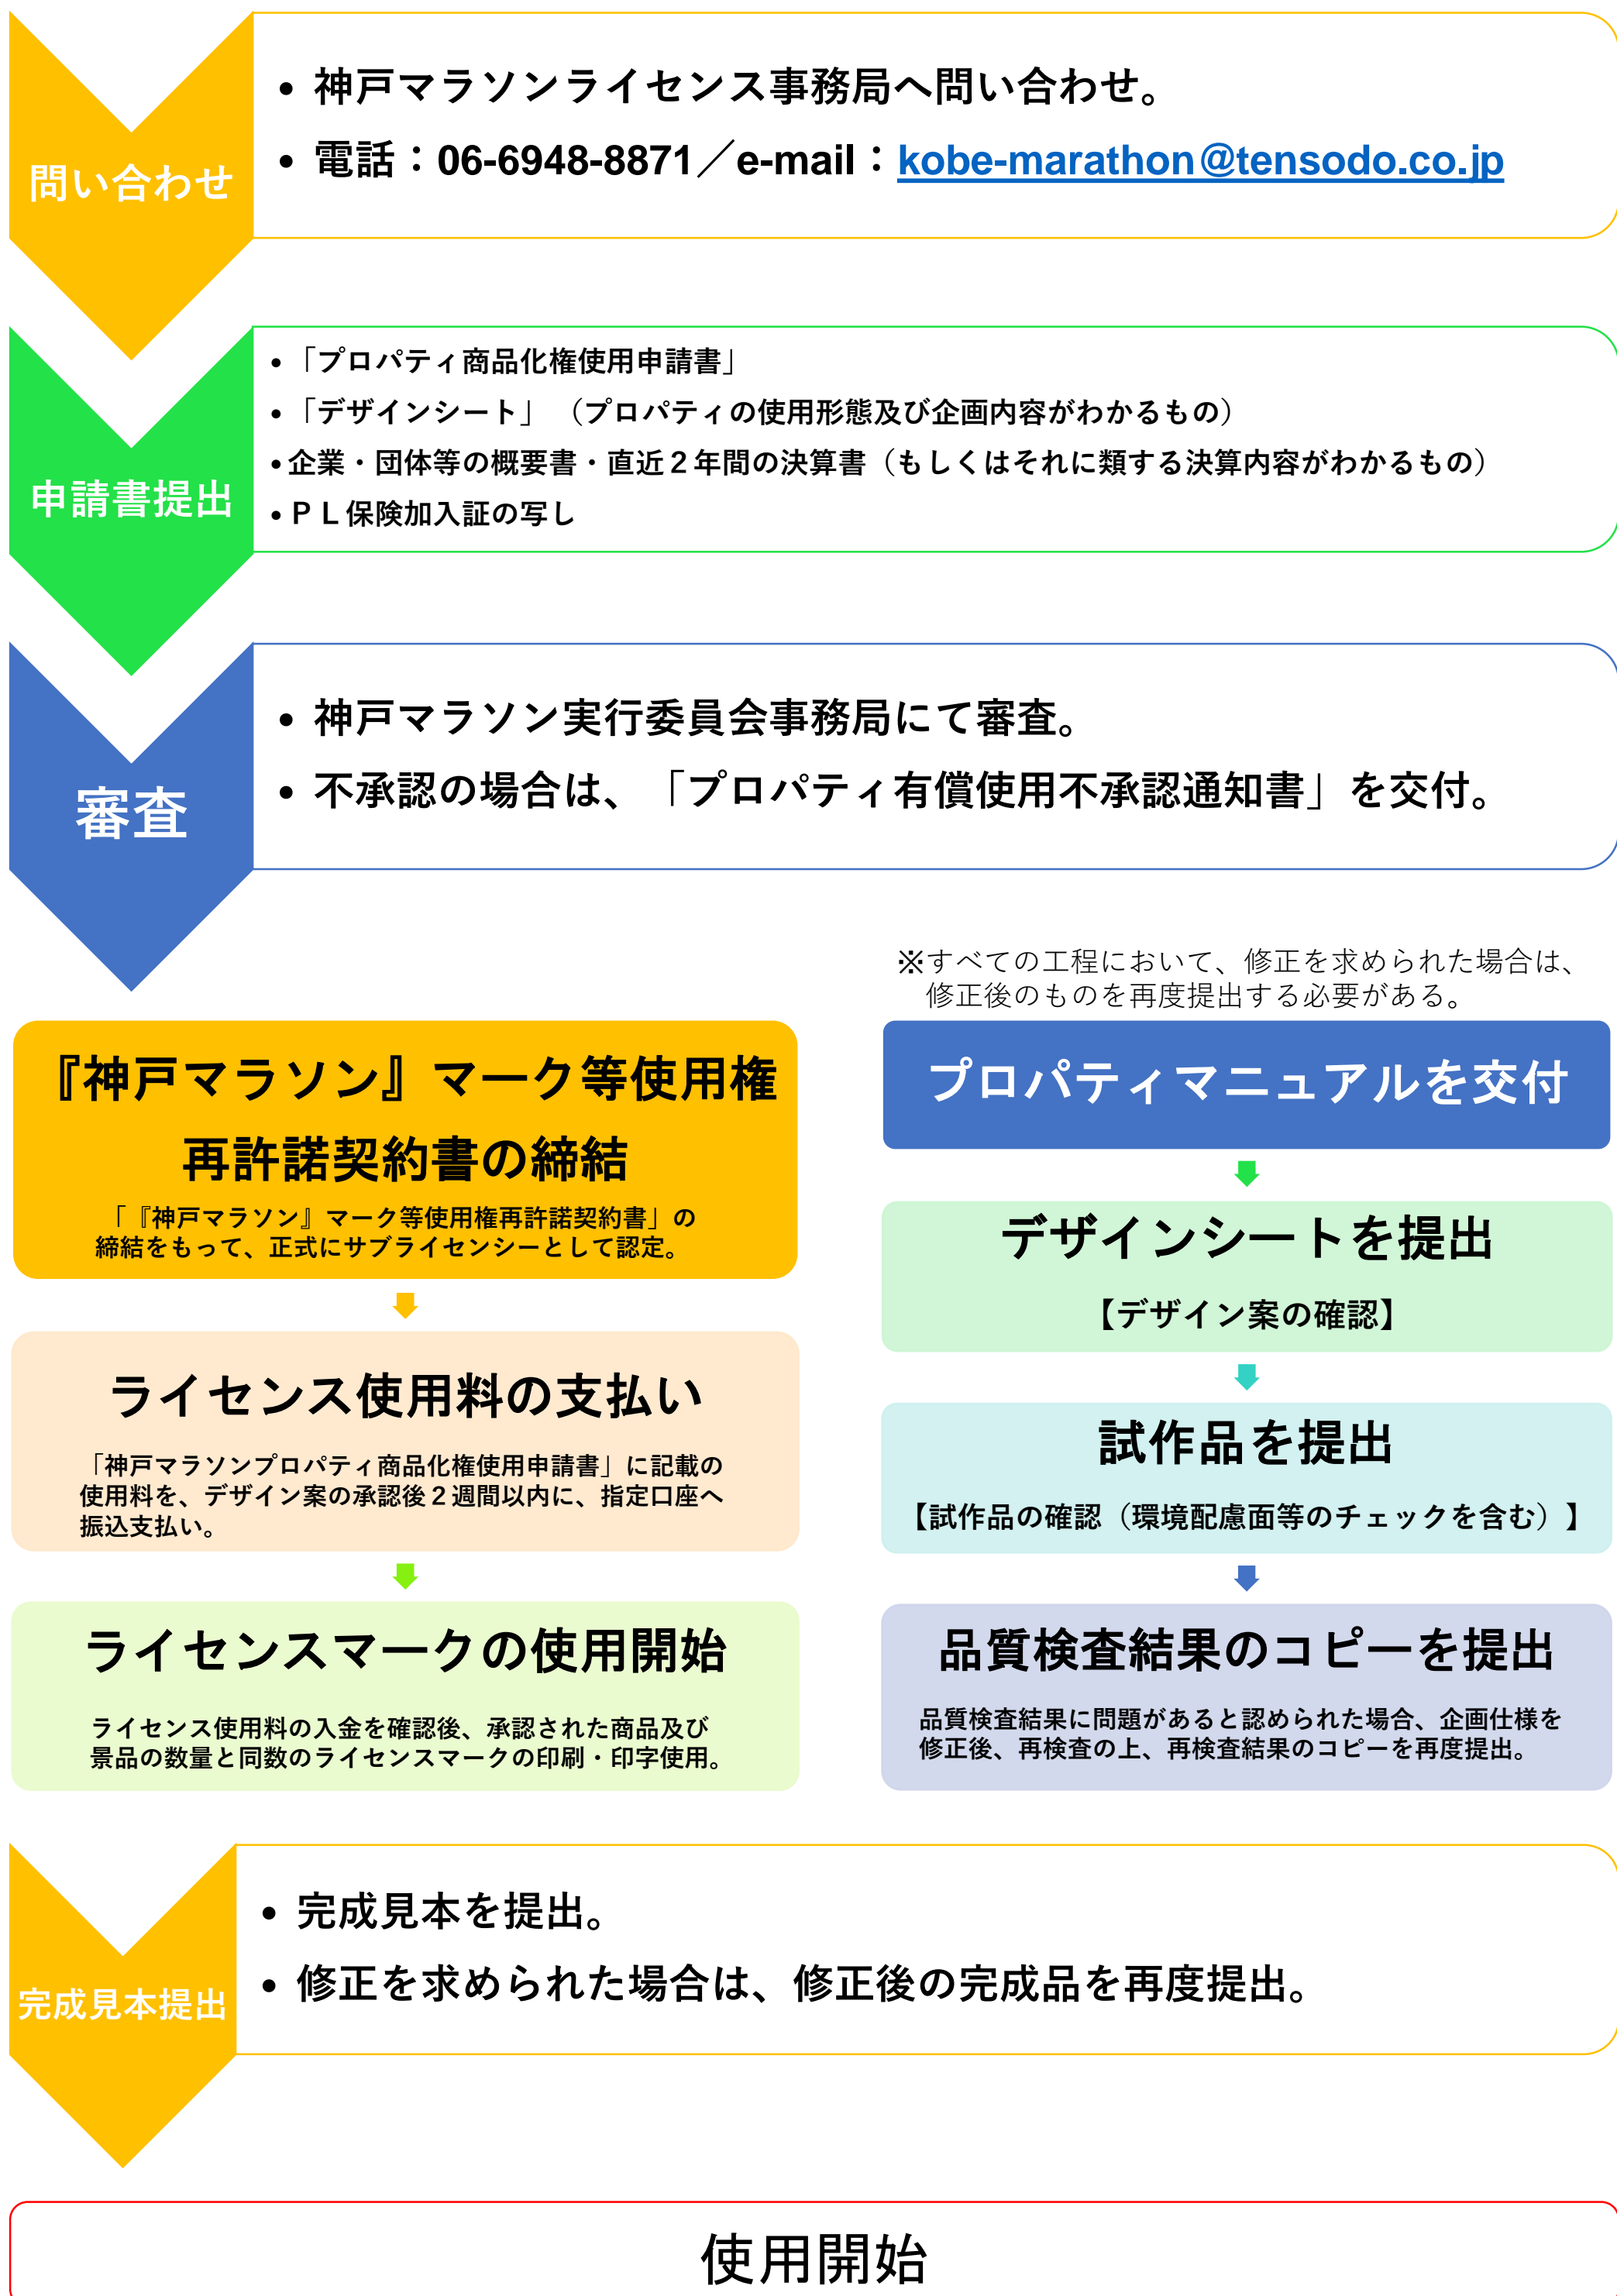 問い合わせ
• 神戸マラソンライセンス事務局へ問い合わせ。
• 電話：06-6948-8871／e-mail：kobe-marathon@tensodo.co.jp
申請書提出
•「プロパティ商品化権使用申請書」
•「デザインシート」（プロパティの使用形態及び企画内容がわかるもの）
•企業・団体等の概要書・直近２年間の決算書（もしくはそれに類する決算内容がわかるもの）
•ＰＬ保険加入証の写し
審査
• 神戸マラソン実行委員会事務局にて審査。
• 不承認の場合は、「プロパティ有償使用不承認通知書」を交付。
※すべての工程において、修正を求められた場合は、
修正後のものを再度提出する必要がある。
『神戸マラソン』マーク等使用権
再許諾契約書の締結
「『神戸マラソン』マーク等使用権再許諾契約書」の
締結をもって、正式にサブライセンシーとして認定。
ライセンス使用料の支払い
「神戸マラソンプロパティ商品化権使用申請書」に記載の
使用料を、デザイン案の承認後２週間以内に、指定口座へ
振込支払い。
ライセンスマークの使用開始
ライセンス使用料の入金を確認後、承認された商品及び
景品の数量と同数のライセンスマークの印刷・印字使用。
プロパティマニュアルを交付
デザインシートを提出
【デザイン案の確認】
試作品を提出
【試作品の確認（環境配慮面等のチェックを含む）】
品質検査結果のコピーを提出
品質検査結果に問題があると認められた場合、企画仕様を
修正後、再検査の上、再検査結果のコピーを再度提出。
完成見本提出
• 完成見本を提出。
• 修正を求められた場合は、修正後の完成品を再度提出。
使用開始